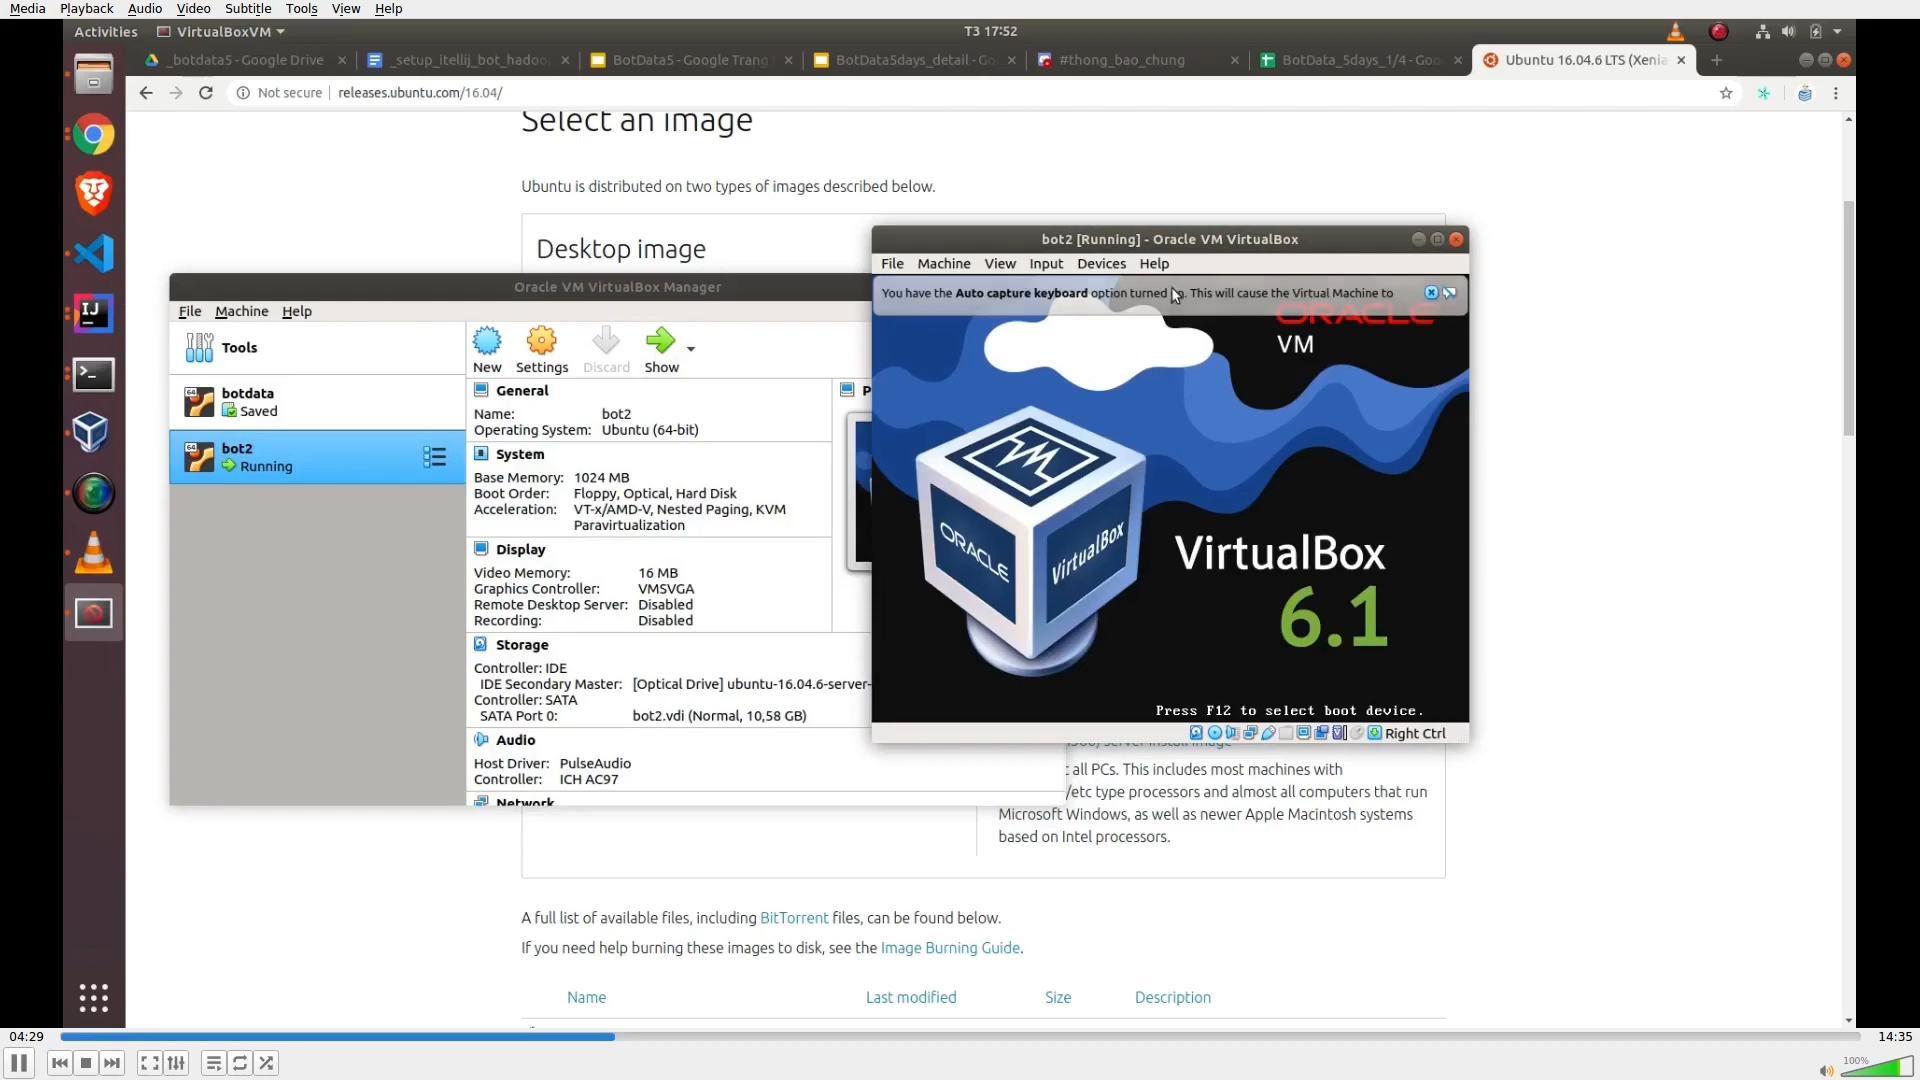 Media Playback Audio Video Subtitle Tools View Help
Activities VirtualBoxVM T3 17:52
_botdata5 - Google Drive _setup_itellij_bot_hadoo BotData5 - Google Trang BotData5days_detail - Go #thong_bao_chung BotData_5days_1/4 - Goo Ubuntu 16.04.6 LTS (Xenia
Not secure releases.ubuntu.com/16.04/
Select an image
Ubuntu is distributed on two types of images described below.
Desktop image
Oracle VM VirtualBox Manager
File Machine Help
Tools
botdata
Saved
bot2
Running
New Settings Discard Show
General
Name: bot2
Operating System: Ubuntu (64-bit)
System
Base Memory: 1024 MB
Boot Order: Floppy, Optical, Hard Disk
Acceleration: VT-x/AMD-V, Nested Paging, KVM
Paravirtualization
Display
Video Memory: 16 MB
Graphics Controller: VMSVGA
Remote Desktop Server: Disabled
Recording: Disabled
Storage
Controller: IDE
IDE Secondary Master: [Optical Drive] ubuntu-16.04.6-server-
Controller: SATA
SATA Port 0: bot2.vdi (Normal, 10,58 GB)
Audio
Host Driver: PulseAudio
Controller: ICH AC97
Network
bot2 [Running] - Oracle VM VirtualBox
File Machine View Input Devices Help
You have the Auto capture keyboard option turned on. This will cause the Virtual Machine to
ORACLE
VM
ORACLE
VirtualBox
VirtualBox
6.1
Press F12 to select boot device.
Right Ctrl
server install image
all PCs. This includes most machines with
/etc type processors and almost all computers that run
Microsoft Windows, as well as newer Apple Macintosh systems
based on Intel processors.
A full list of available files, including BitTorrent files, can be found below.
If you need help burning these images to disk, see the Image Burning Guide.
Name Last modified Size Description
04:29 14:35
100%